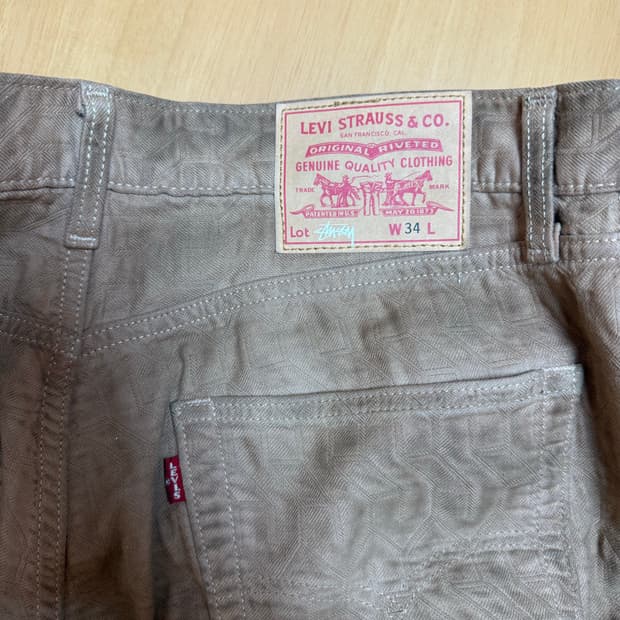 LEVI STRAUSS & CO.
SAN FRANCISCO, CAL.
ORIGINAL RIVETED
GENUINE QUALITY CLOTHING
TRADE MARK
PATENTED IN U.S. MAY 20 1873
Lot Stüssy W 34 L
LEVI'S